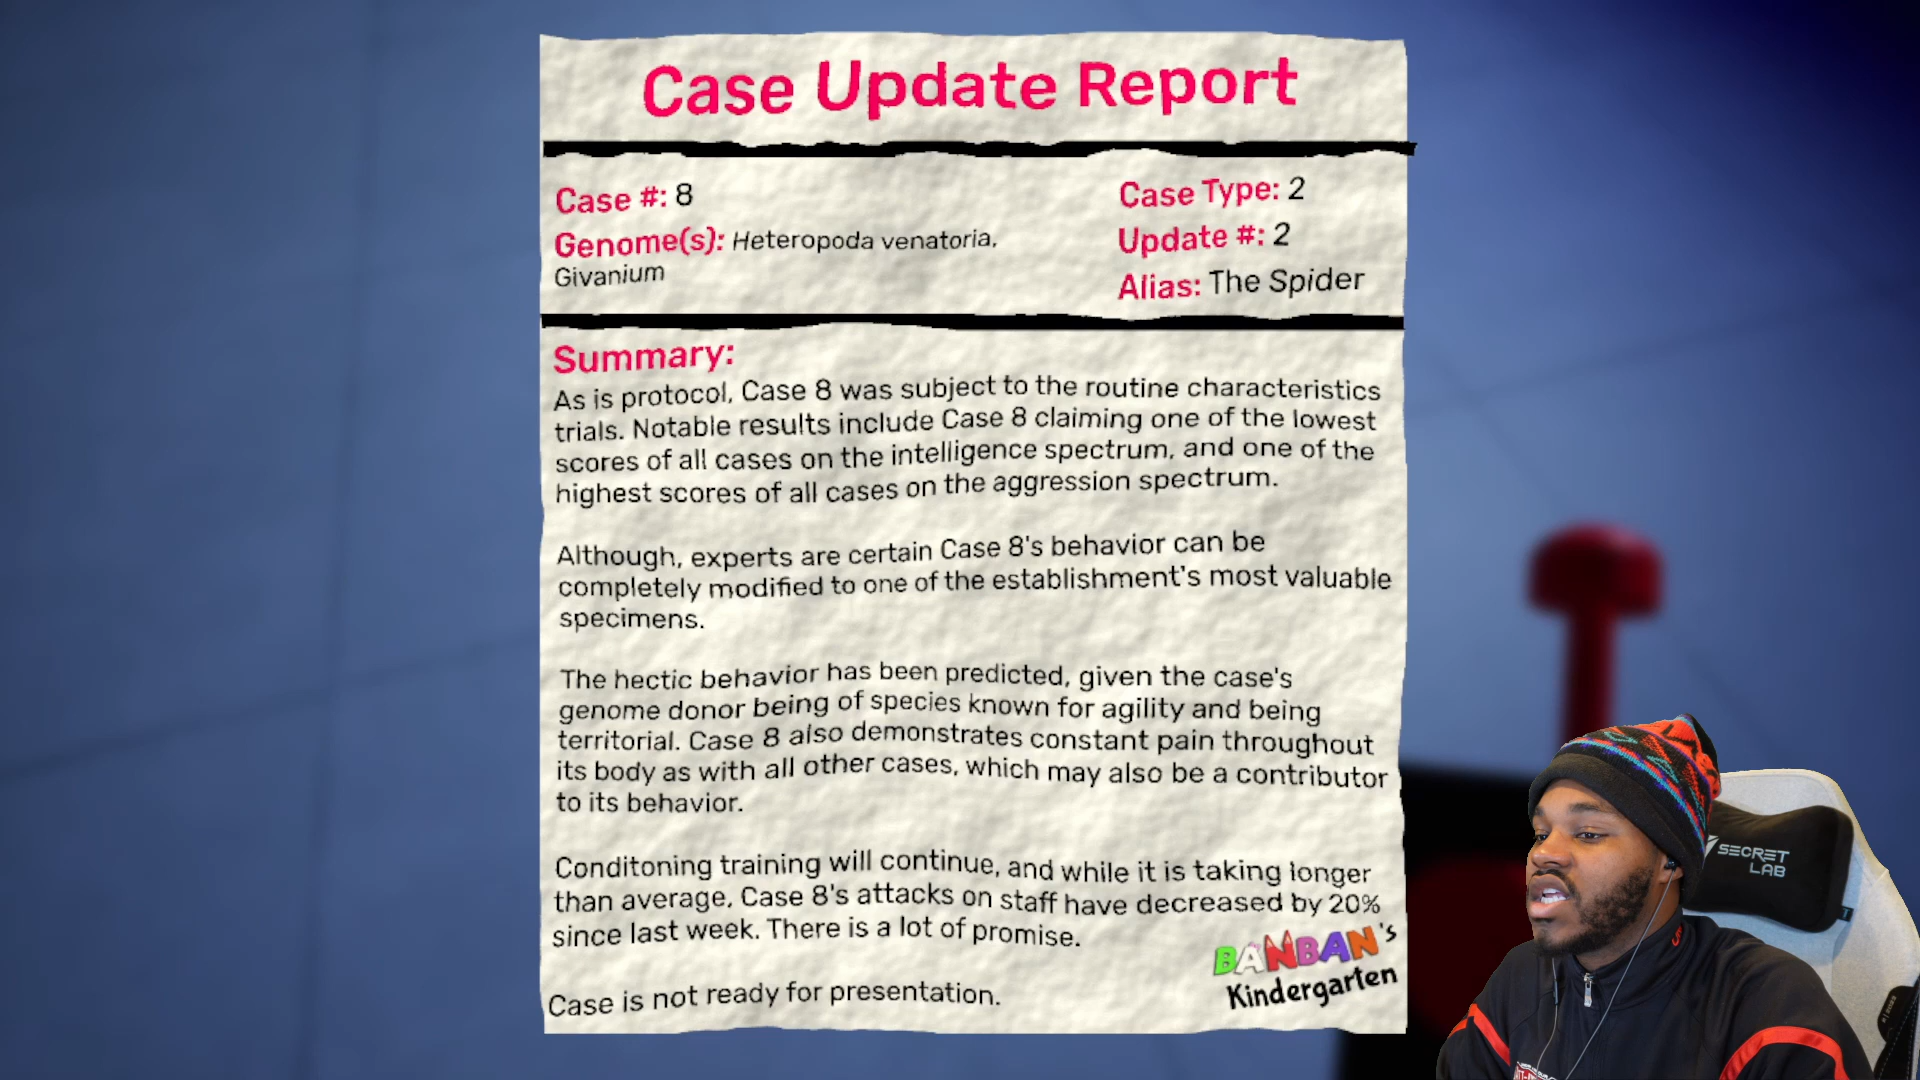 Case Update Report
Case #: 8
Genome(s): Heteropoda venatoria,
Givanium
Case Type: 2
Update #: 2
Alias: The Spider
Summary:
As is protocol, Case 8 was subject to the routine characteristics
trials. Notable results include Case 8 claiming one of the lowest
scores of all cases on the intelligence spectrum, and one of the
highest scores of all cases on the aggression spectrum.
Although, experts are certain Case 8's behavior can be
completely modified to one of the establishment's most valuable
specimens.
The hectic behavior has been predicted, given the case's
genome donor being of species known for agility and being
territorial. Case 8 also demonstrates constant pain throughout
its body as with all other cases, which may also be a contributor
to its behavior.
Conditoning training will continue, and while it is taking longer
than average, Case 8's attacks on staff have decreased by 20%
since last week. There is a lot of promise.
Case is not ready for presentation.
BANBAN's
Kindergarten
SECRET
LAB